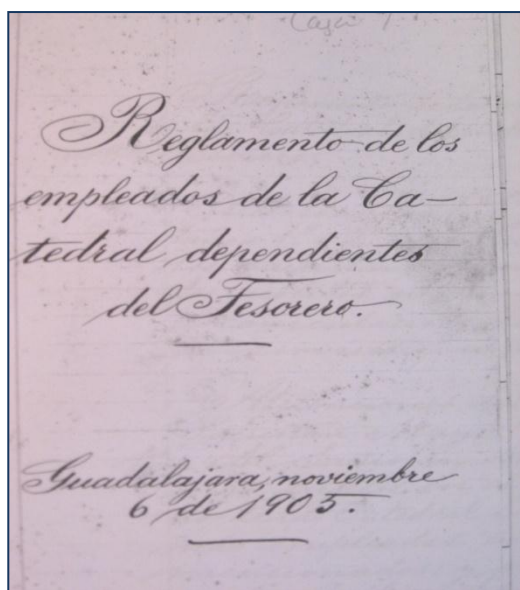 Reglamento de los
empleados de la Ca—
tedral dependientes
del Tesorero.
Guadalajara, noviembre
6 de 1905.